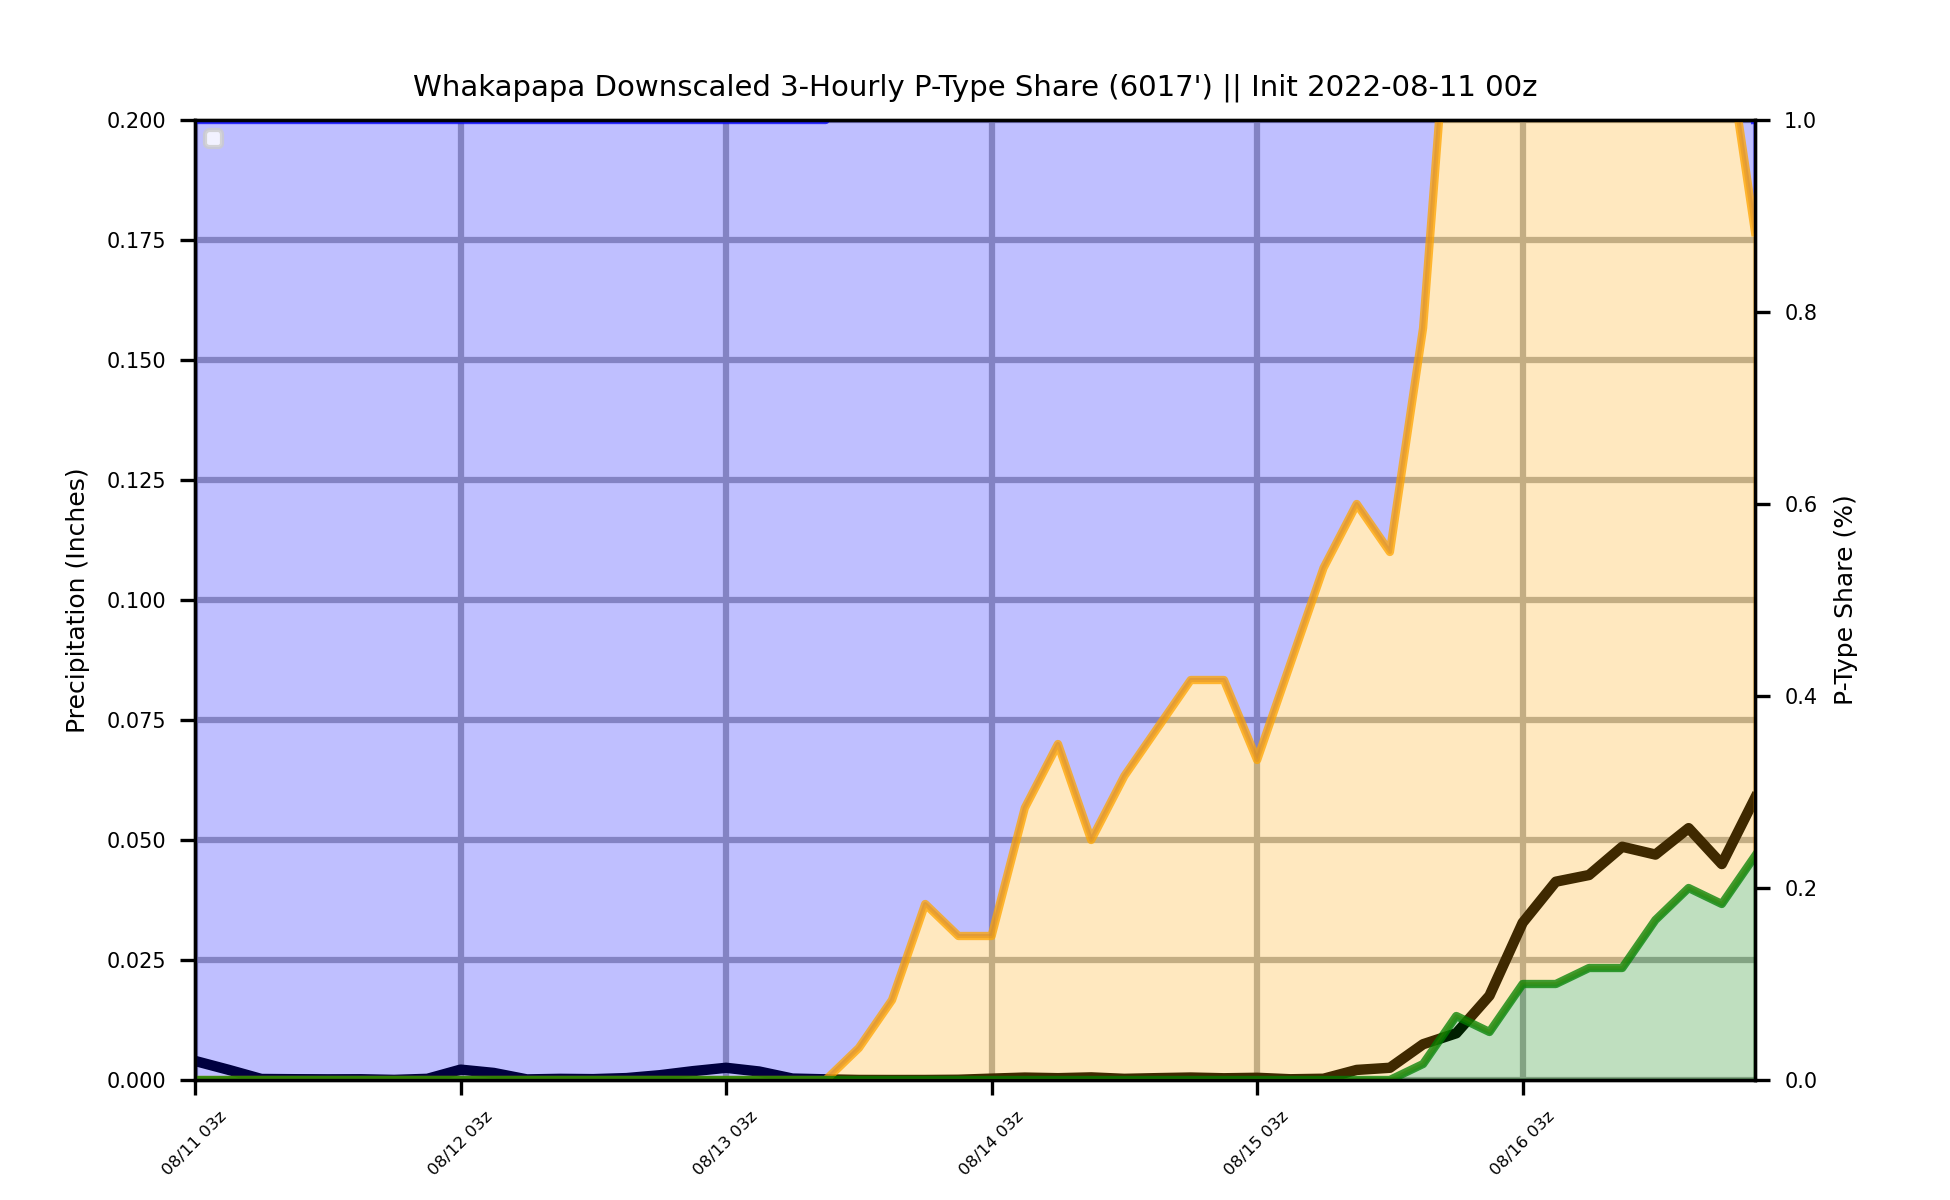 Whakapapa Downscaled 3-Hourly P-Type Share (6017') || Init 2022-08-11 00z
0.200
0.175
0.150
0.125
0.100
0.075
0.050
0.025
0.000
Precipitation (Inches)
1.0
0.8
0.6
0.4
0.2
0.0
P-Type Share (%)
08/11 03z
08/12 03z
08/13 03z
08/14 03z
08/15 03z
08/16 03z